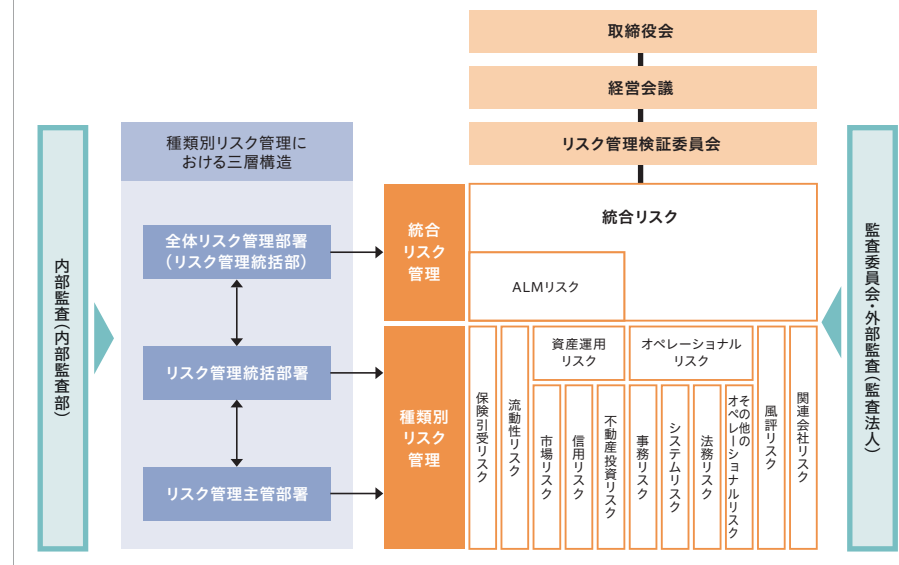 取締役会
経営会議
リスク管理検証委員会
内部監査(内部監査部)
種類別リスク管理に
おける三層構造
全体リスク管理部署
(リスク管理統括部)
リスク管理統括部署
リスク管理主管部署
統合
リスク
管理
統合リスク
ALMリスク
種類別
リスク
管理
保険引受リスク
流動性リスク
資産運用
リスク
市場リスク
信用リスク
不動産投資リスク
オペレーショナル
リスク
事務リスク
システムリスク
法務リスク
その他の
オペレーショナルリスク
風評リスク
関連会社リスク
監査委員会・外部監査(監査法人)